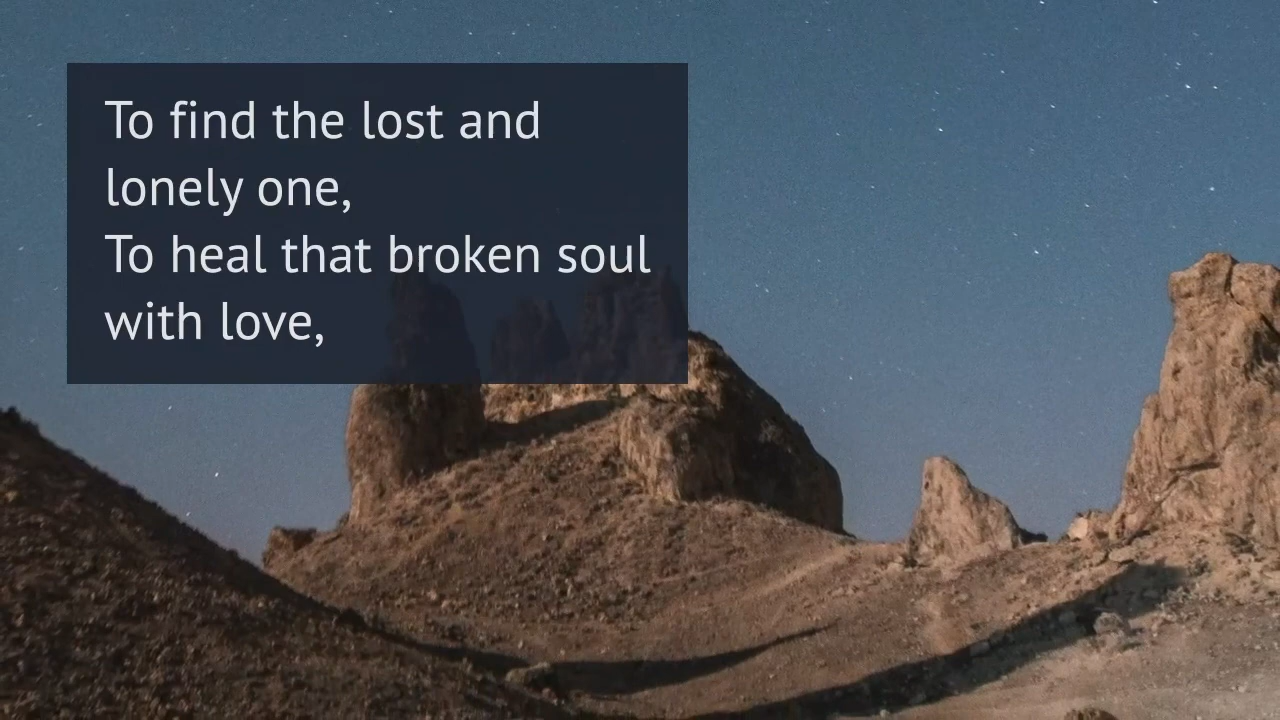 To find the lost and
lonely one,
To heal that broken soul
with love,